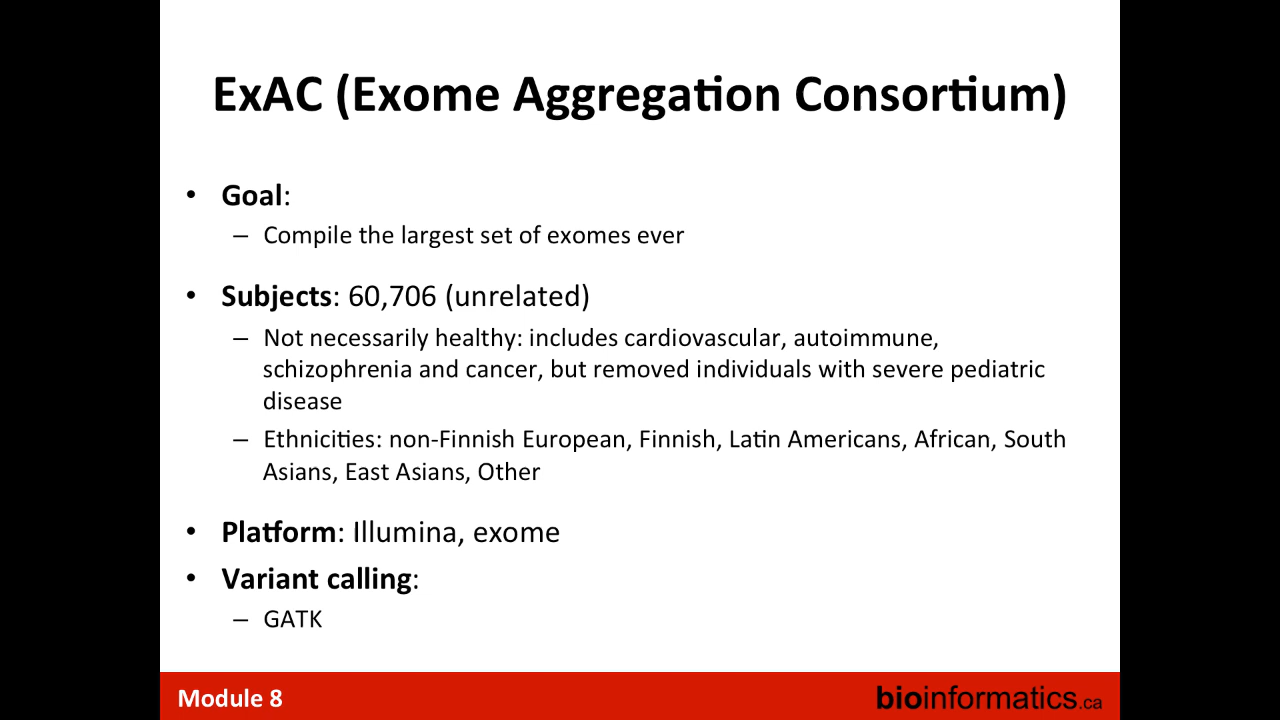 ExAC (Exome Aggregation Consortium)
• Goal:
– Compile the largest set of exomes ever
• Subjects: 60,706 (unrelated)
– Not necessarily healthy: includes cardiovascular, autoimmune,
schizophrenia and cancer, but removed individuals with severe pediatric
disease
– Ethnicities: non-Finnish European, Finnish, Latin Americans, African, South
Asians, East Asians, Other
• Platform: Illumina, exome
• Variant calling:
– GATK
Module 8
bioinformatics.ca